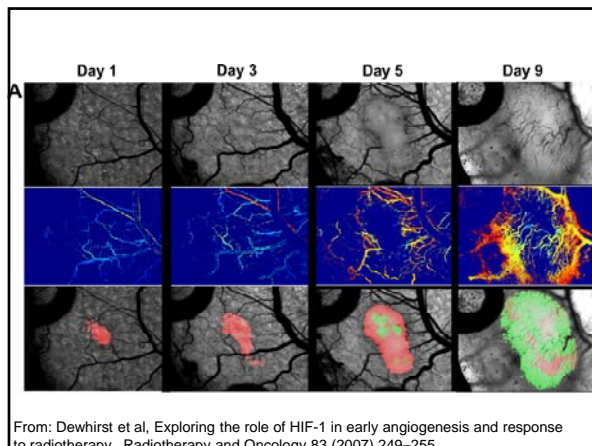 Day 1 Day 3 Day 5 Day 9
A
From: Dewhirst et al, Exploring the role of HIF-1 in early angiogenesis and response
to radiotherapy. Radiotherapy and Oncology 83 (2007) 249–255